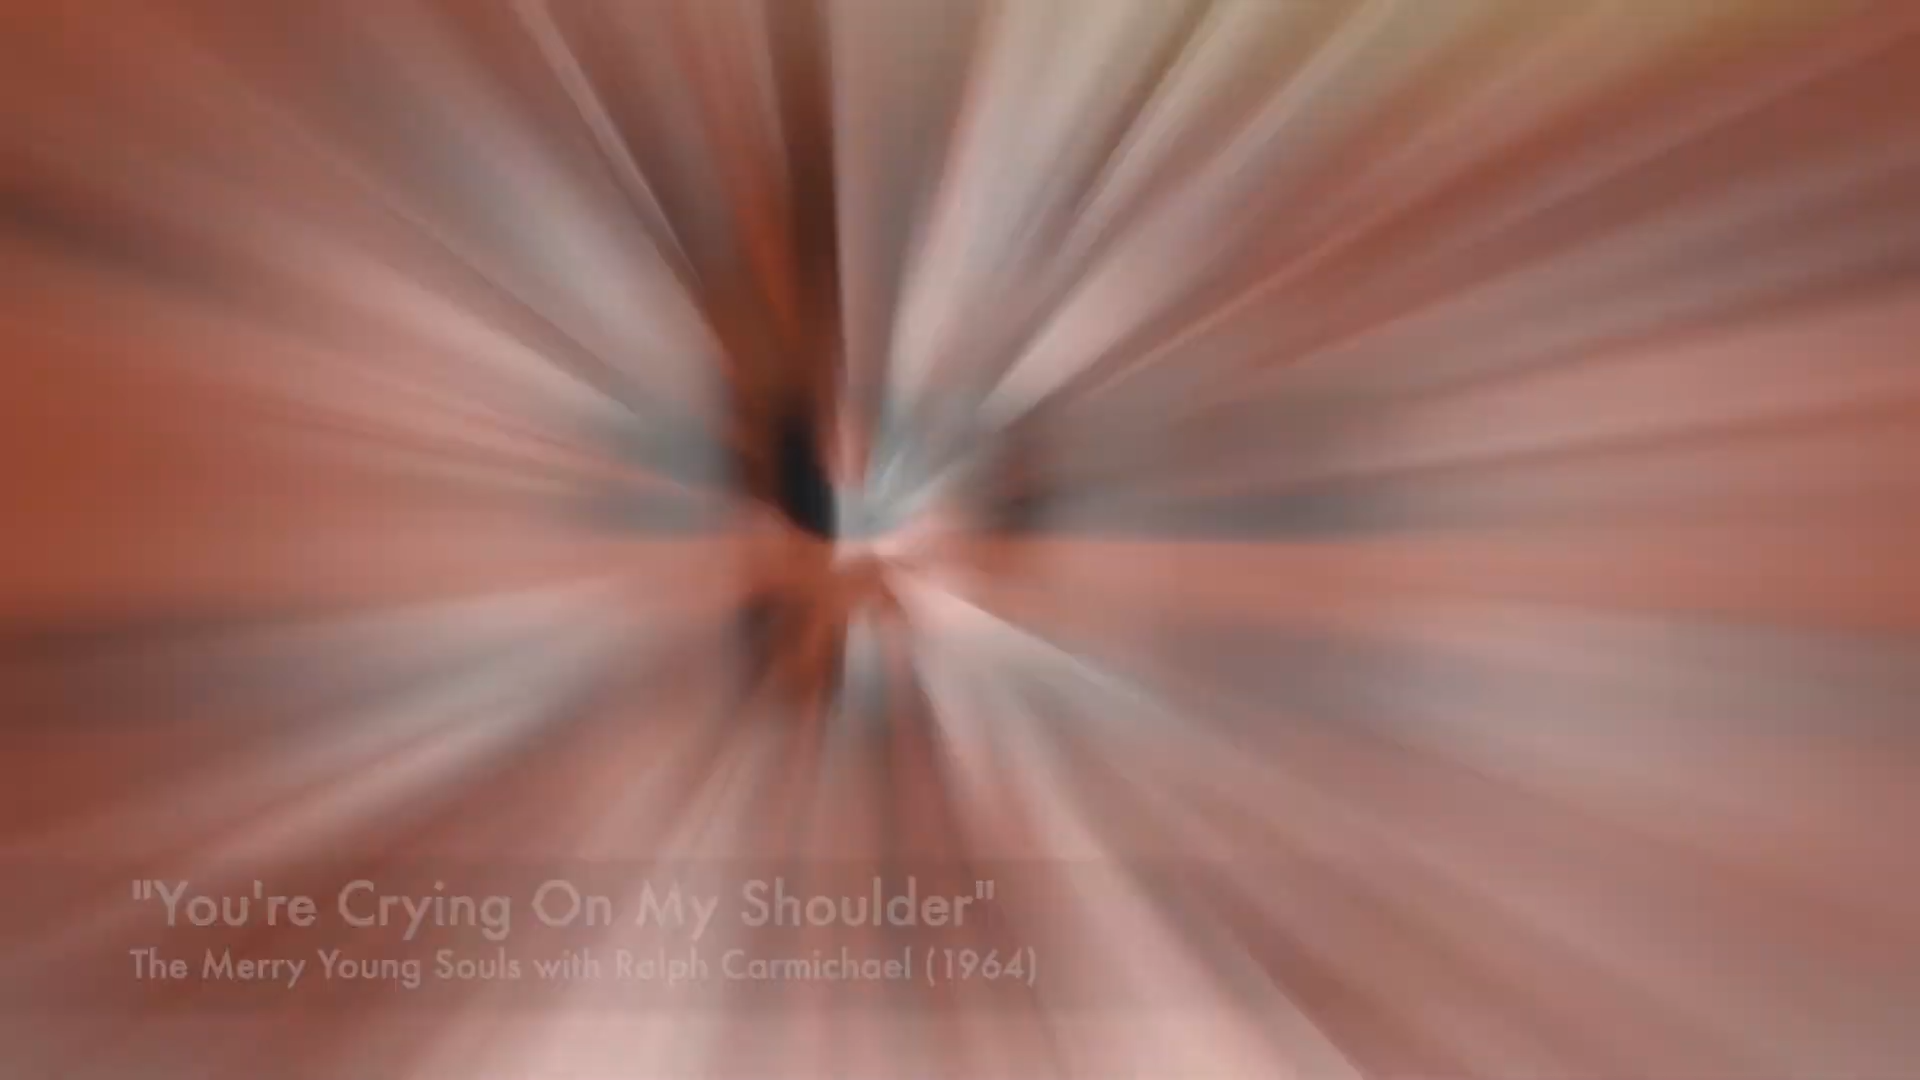 "You're Crying On My Shoulder"
The Merry Young Souls with Ralph Carmichael (1964)